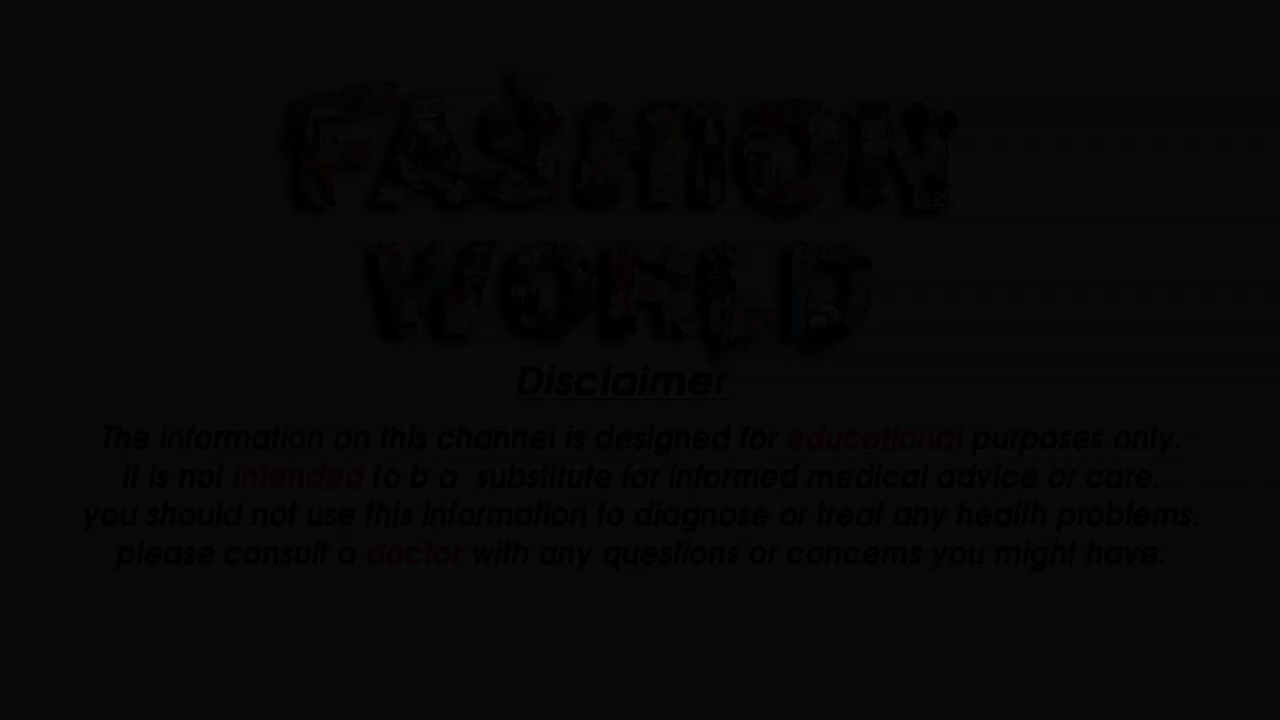 FASHION
WORLD
Disclaimer
The information on this channel is designed for educational purposes only.
it is not intended to b a substitute for informed medical advice or care.
you should not use this information to diagnose or treat any health problems.
please consult a doctor with any questions or concerns you might have.